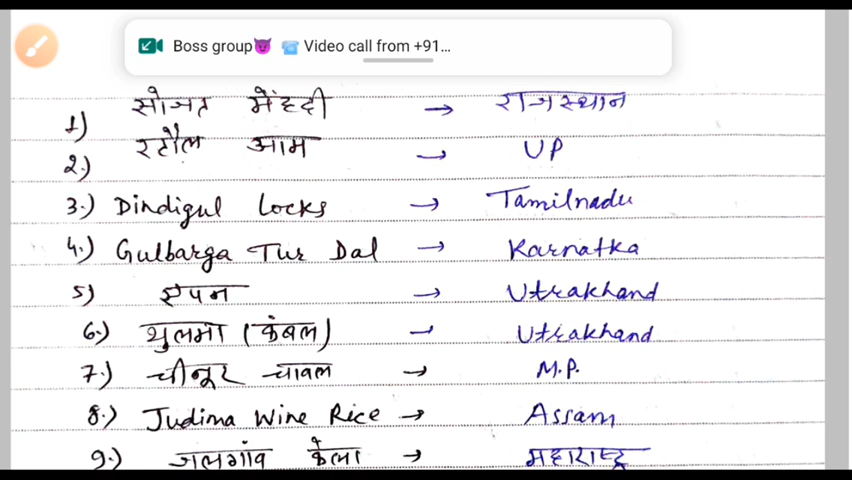 Boss group😈 ☎️ Video call from +91...
1) सोजत मेंहदी → राजस्थान
2.) रटौल आम → UP
3.) Dindigul Locks → Tamilnadu
4.) Gulbarga Tur Dal → Karnatka
5) ऐपन → Uttrakhand
6.) थुलमा (कंबल) → Uttrakhand
7.) चीनूर चावल → M.P.
8.) Judima Wine Rice → Assam
9.) जलगांव केला → महाराष्ट्र